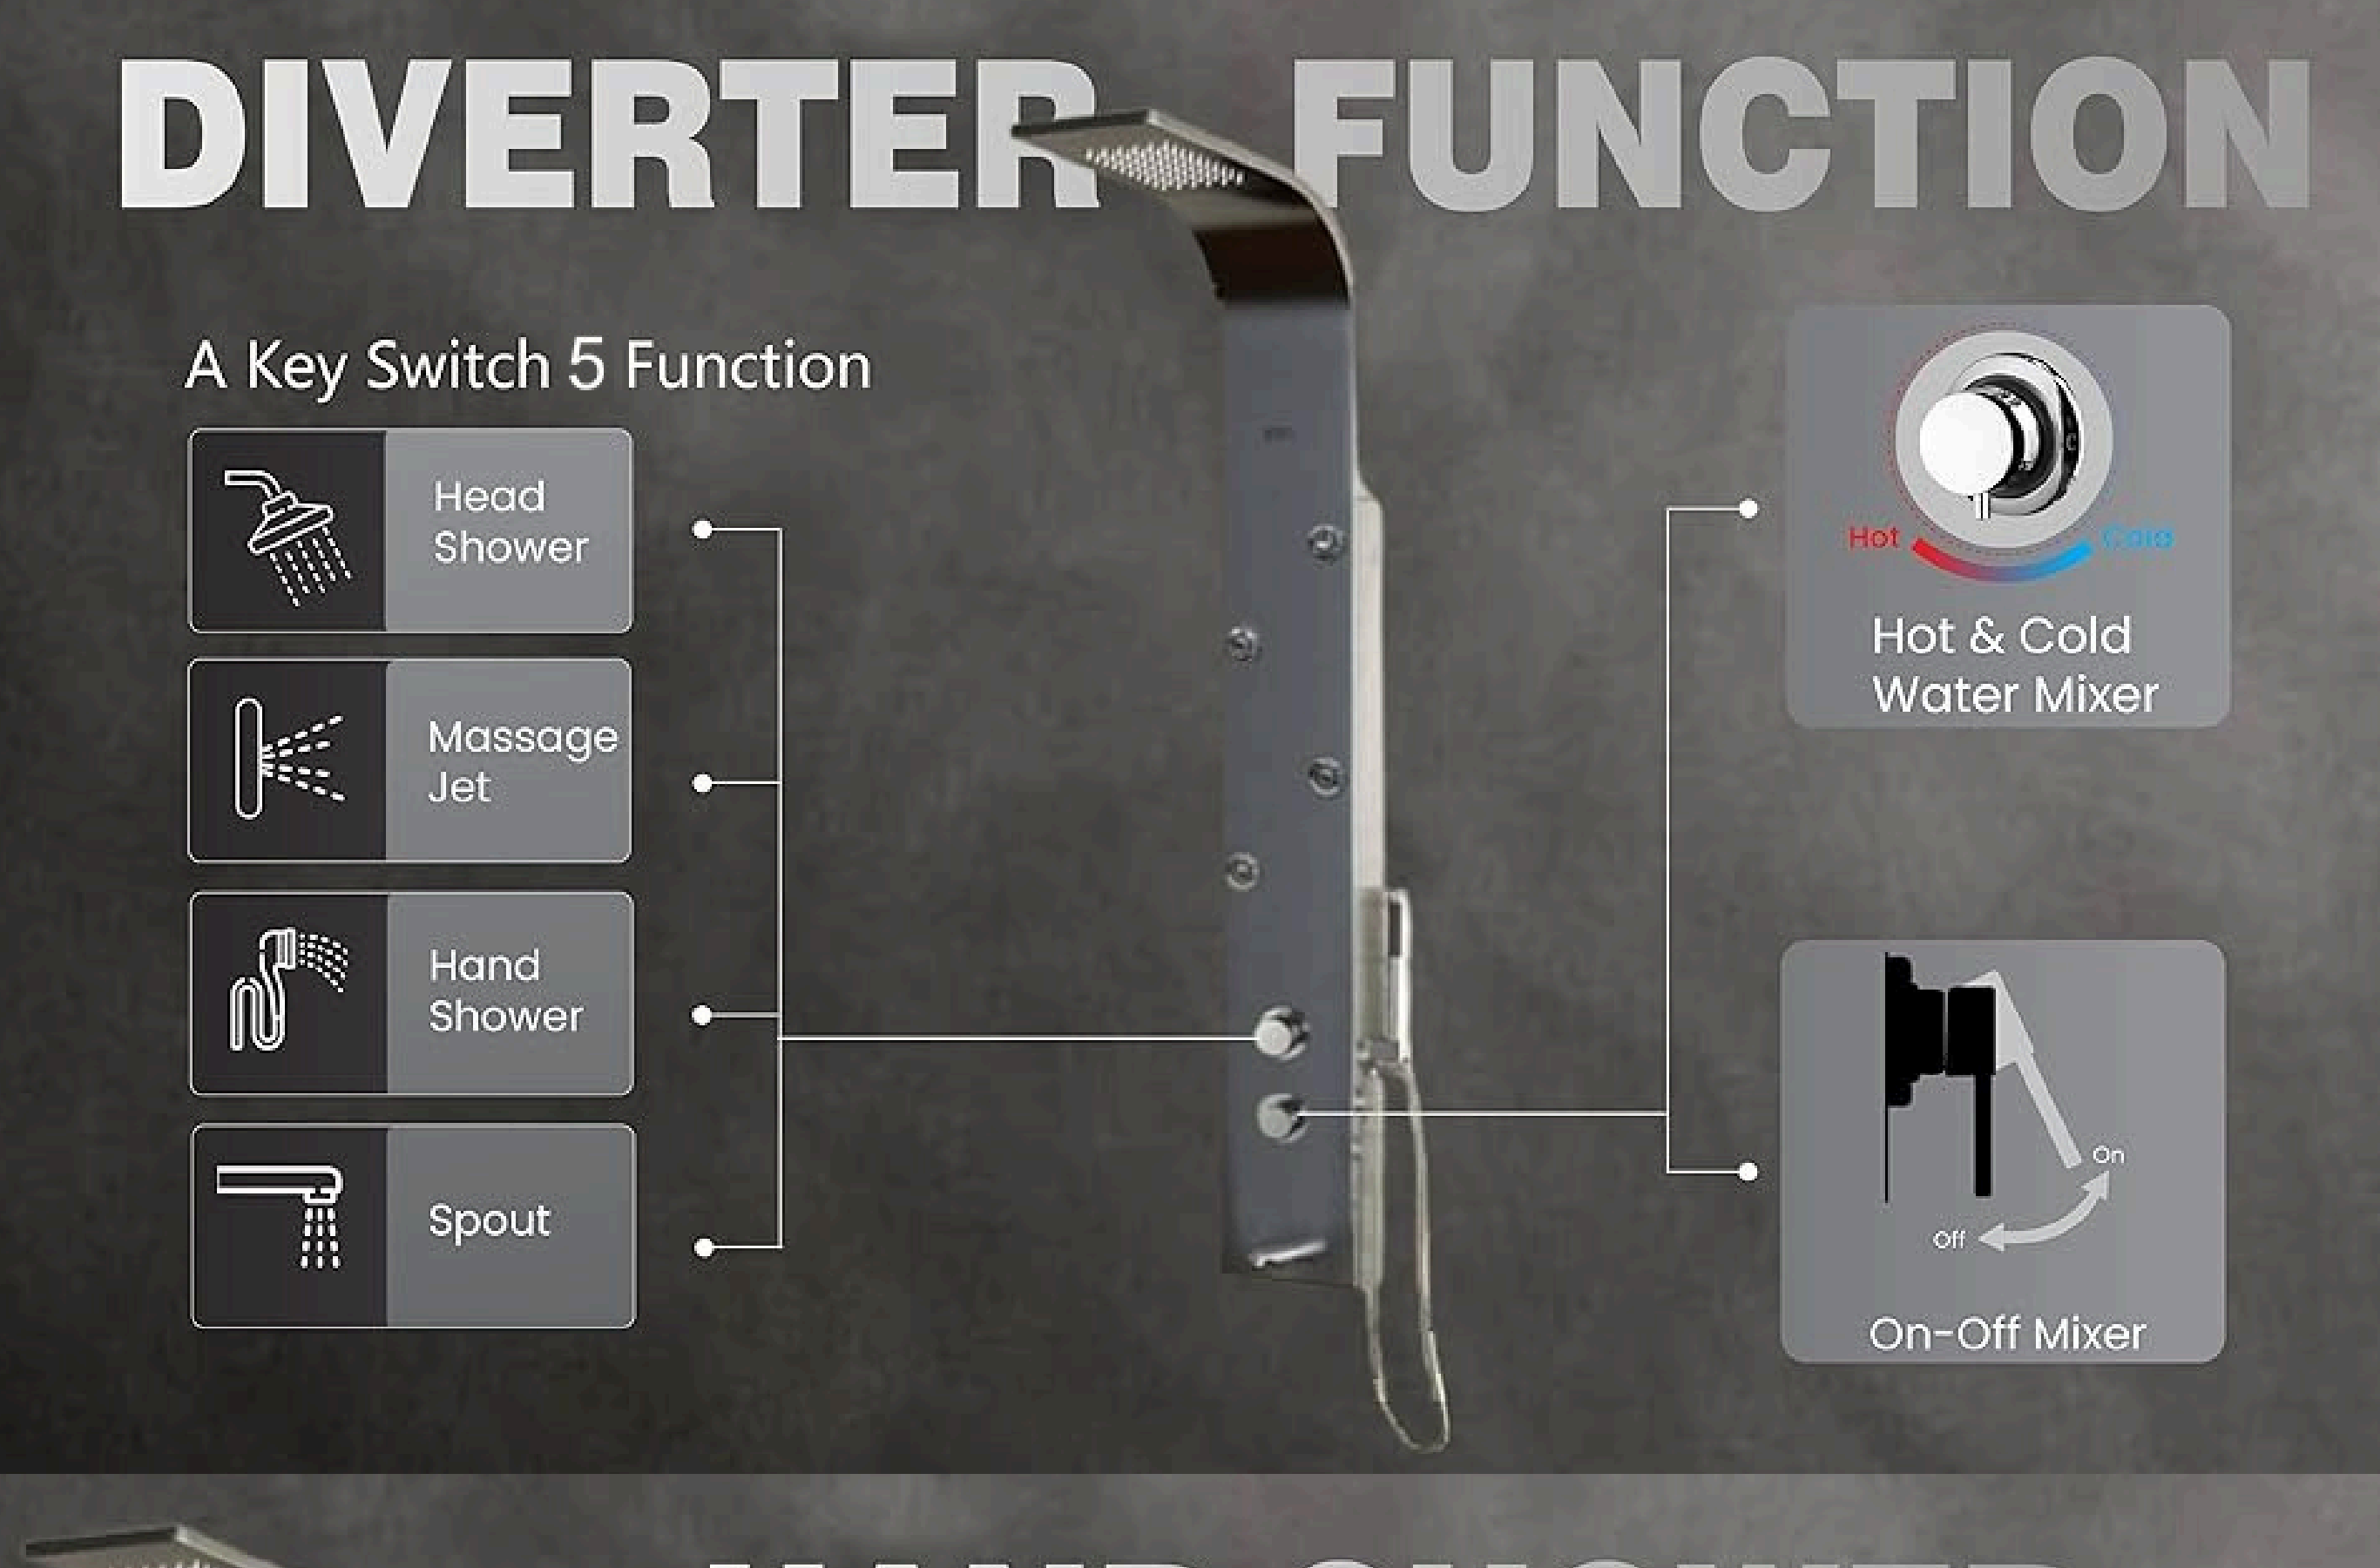 DIVERTER FUNCTION
A Key Switch 5 Function
Head
Shower
Massage
Jet
Hand
Shower
Spout
Hot
Cold
Hot & Cold
Water Mixer
On
Off
On-Off Mixer